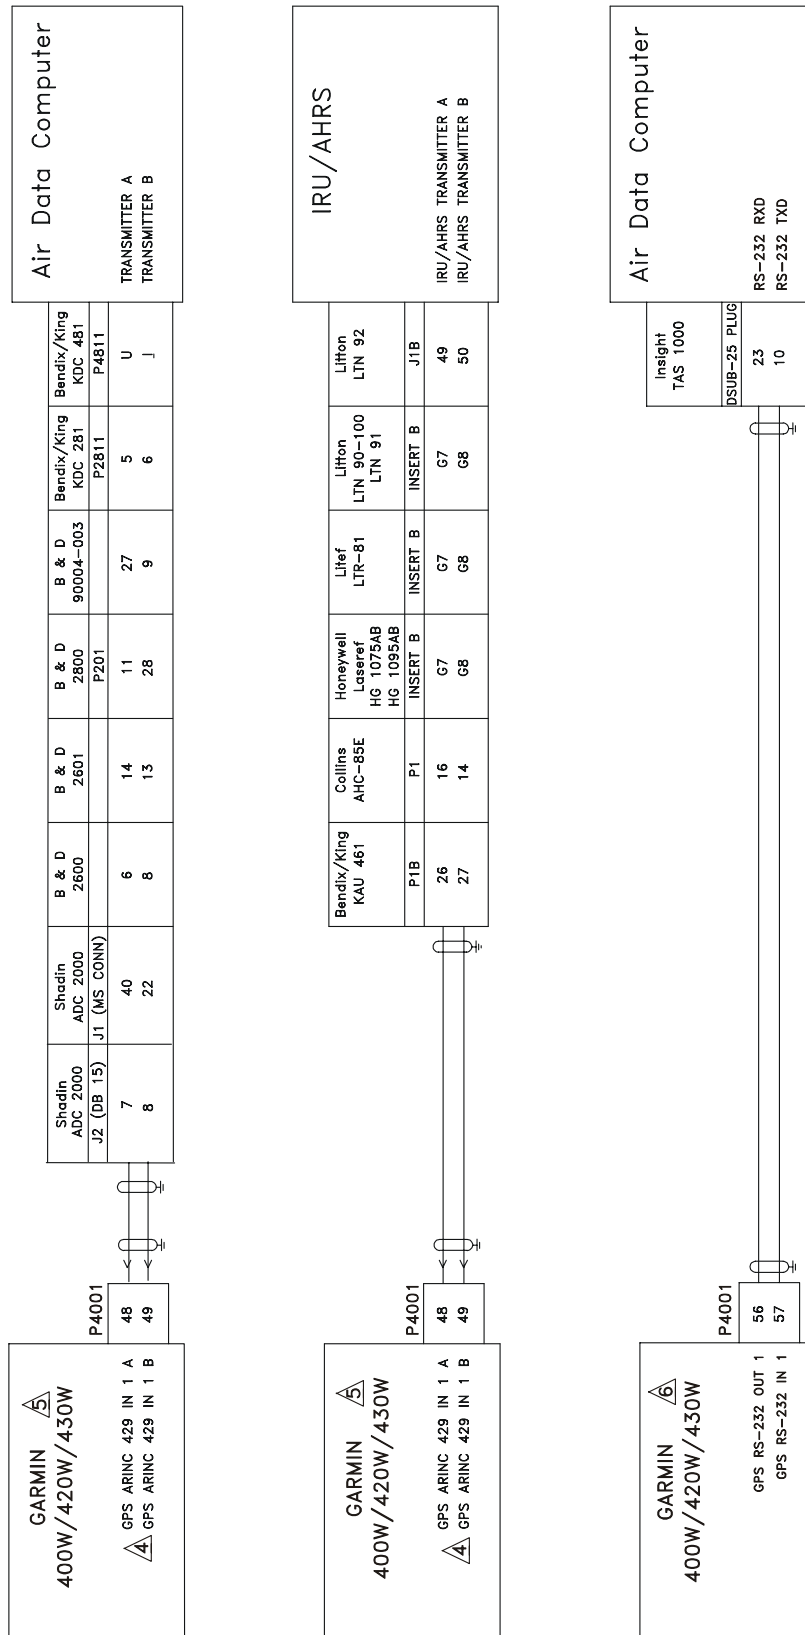 GARMIN 5
400W/420W/430W
P4001
GPS ARINC 429 IN 1 A 48
4 GPS ARINC 429 IN 1 B 49
Shadin
ADC 2000
J2 (DB 15)
7
8
Shadin
ADC 2000
J1 (MS CONN)
40
22
B & D
2600
6
8
B & D
2601
14
13
B & D
2800
P201
11
28
B & D
90004-003
27
9
Bendix/King
KDC 281
P2811
5
6
Bendix/King
KDC 481
P4811
U
J
Air Data Computer
TRANSMITTER A
TRANSMITTER B
GARMIN 5
400W/420W/430W
P4001
GPS ARINC 429 IN 1 A 48
4 GPS ARINC 429 IN 1 B 49
Bendix/King
KAU 461
P1B
26
27
Collins
AHC-85E
P1
16
14
Honeywell
Laseref
HG 1075AB
HG 1095AB
INSERT B
G7
G8
Litef
LTR-81
INSERT B
G7
G8
Litton
LTN 90-100
LTN 91
INSERT B
G7
G8
Litton
LTN 92
J1B
49
50
IRU/AHRS
IRU/AHRS TRANSMITTER A
IRU/AHRS TRANSMITTER B
GARMIN 6
400W/420W/430W
P4001
GPS RS-232 OUT 1 56
GPS RS-232 IN 1 57
Insight
TAS 1000
DSUB-25 PLUG
23
10
Air Data Computer
RS-232 RXD
RS-232 TXD